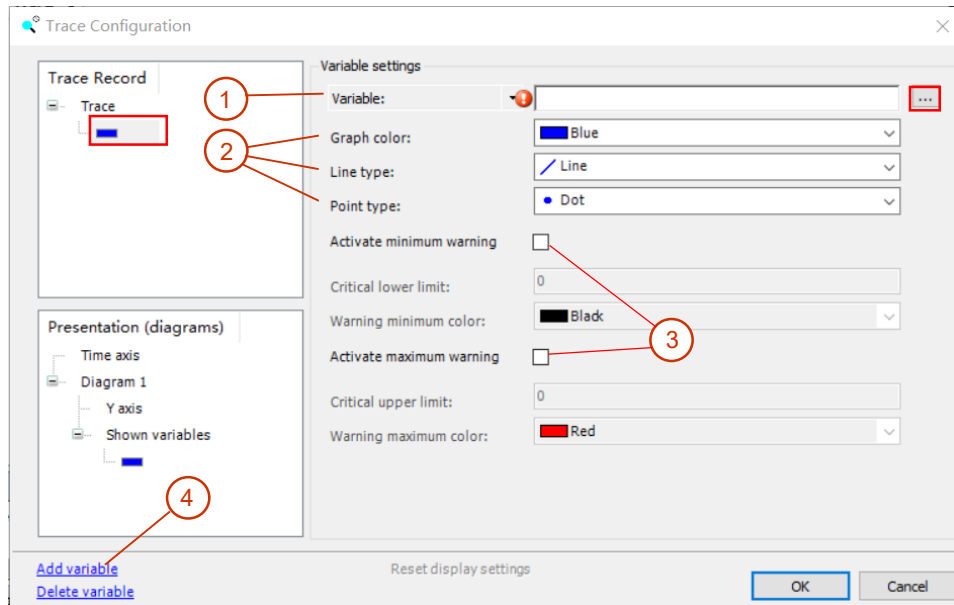 Trace Configuration
Trace Record
Trace
Variable settings
1
Variable:
...
2
Graph color:
Blue
Line type:
Line
Point type:
Dot
Activate minimum warning
Critical lower limit:
0
Warning minimum color:
Black
3
Activate maximum warning
Critical upper limit:
0
Warning maximum color:
Red
Presentation (diagrams)
Time axis
Diagram 1
Y axis
Shown variables
4
Add variable
Delete variable
Reset display settings
OK
Cancel